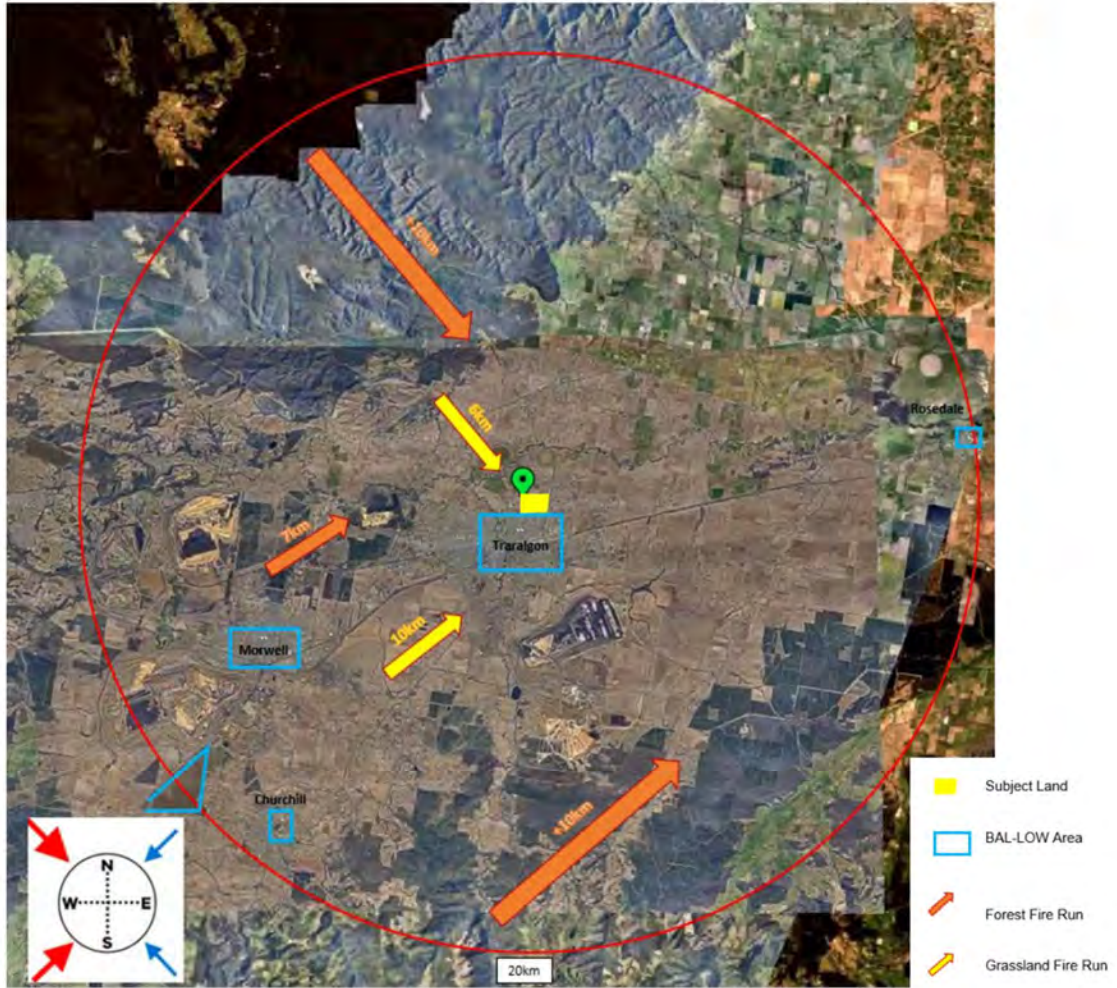 +10km
Rosedale
6km
Traralgon
7km
10km
Morwell
Churchill
+10km
N
W
E
S
20km
Subject Land
BAL-LOW Area
Forest Fire Run
Grassland Fire Run